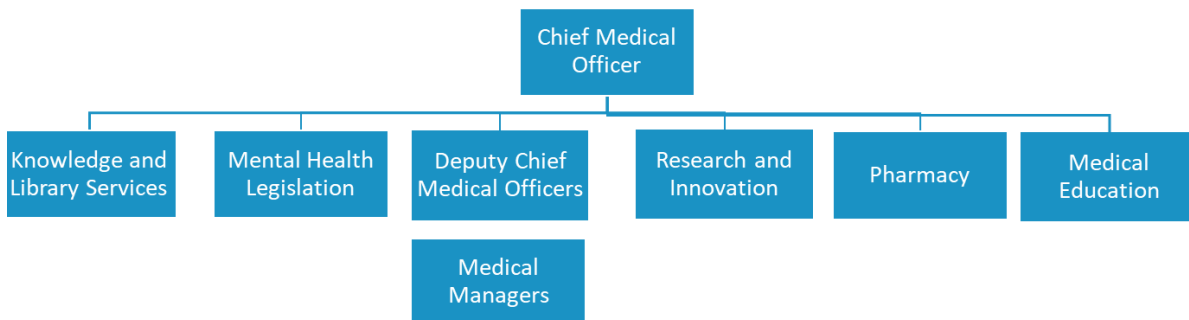 Chief Medical
Officer
Knowledge and
Library Services
Mental Health
Legislation
Deputy Chief
Medical Officers
Research and
Innovation
Pharmacy
Medical
Education
Medical
Managers